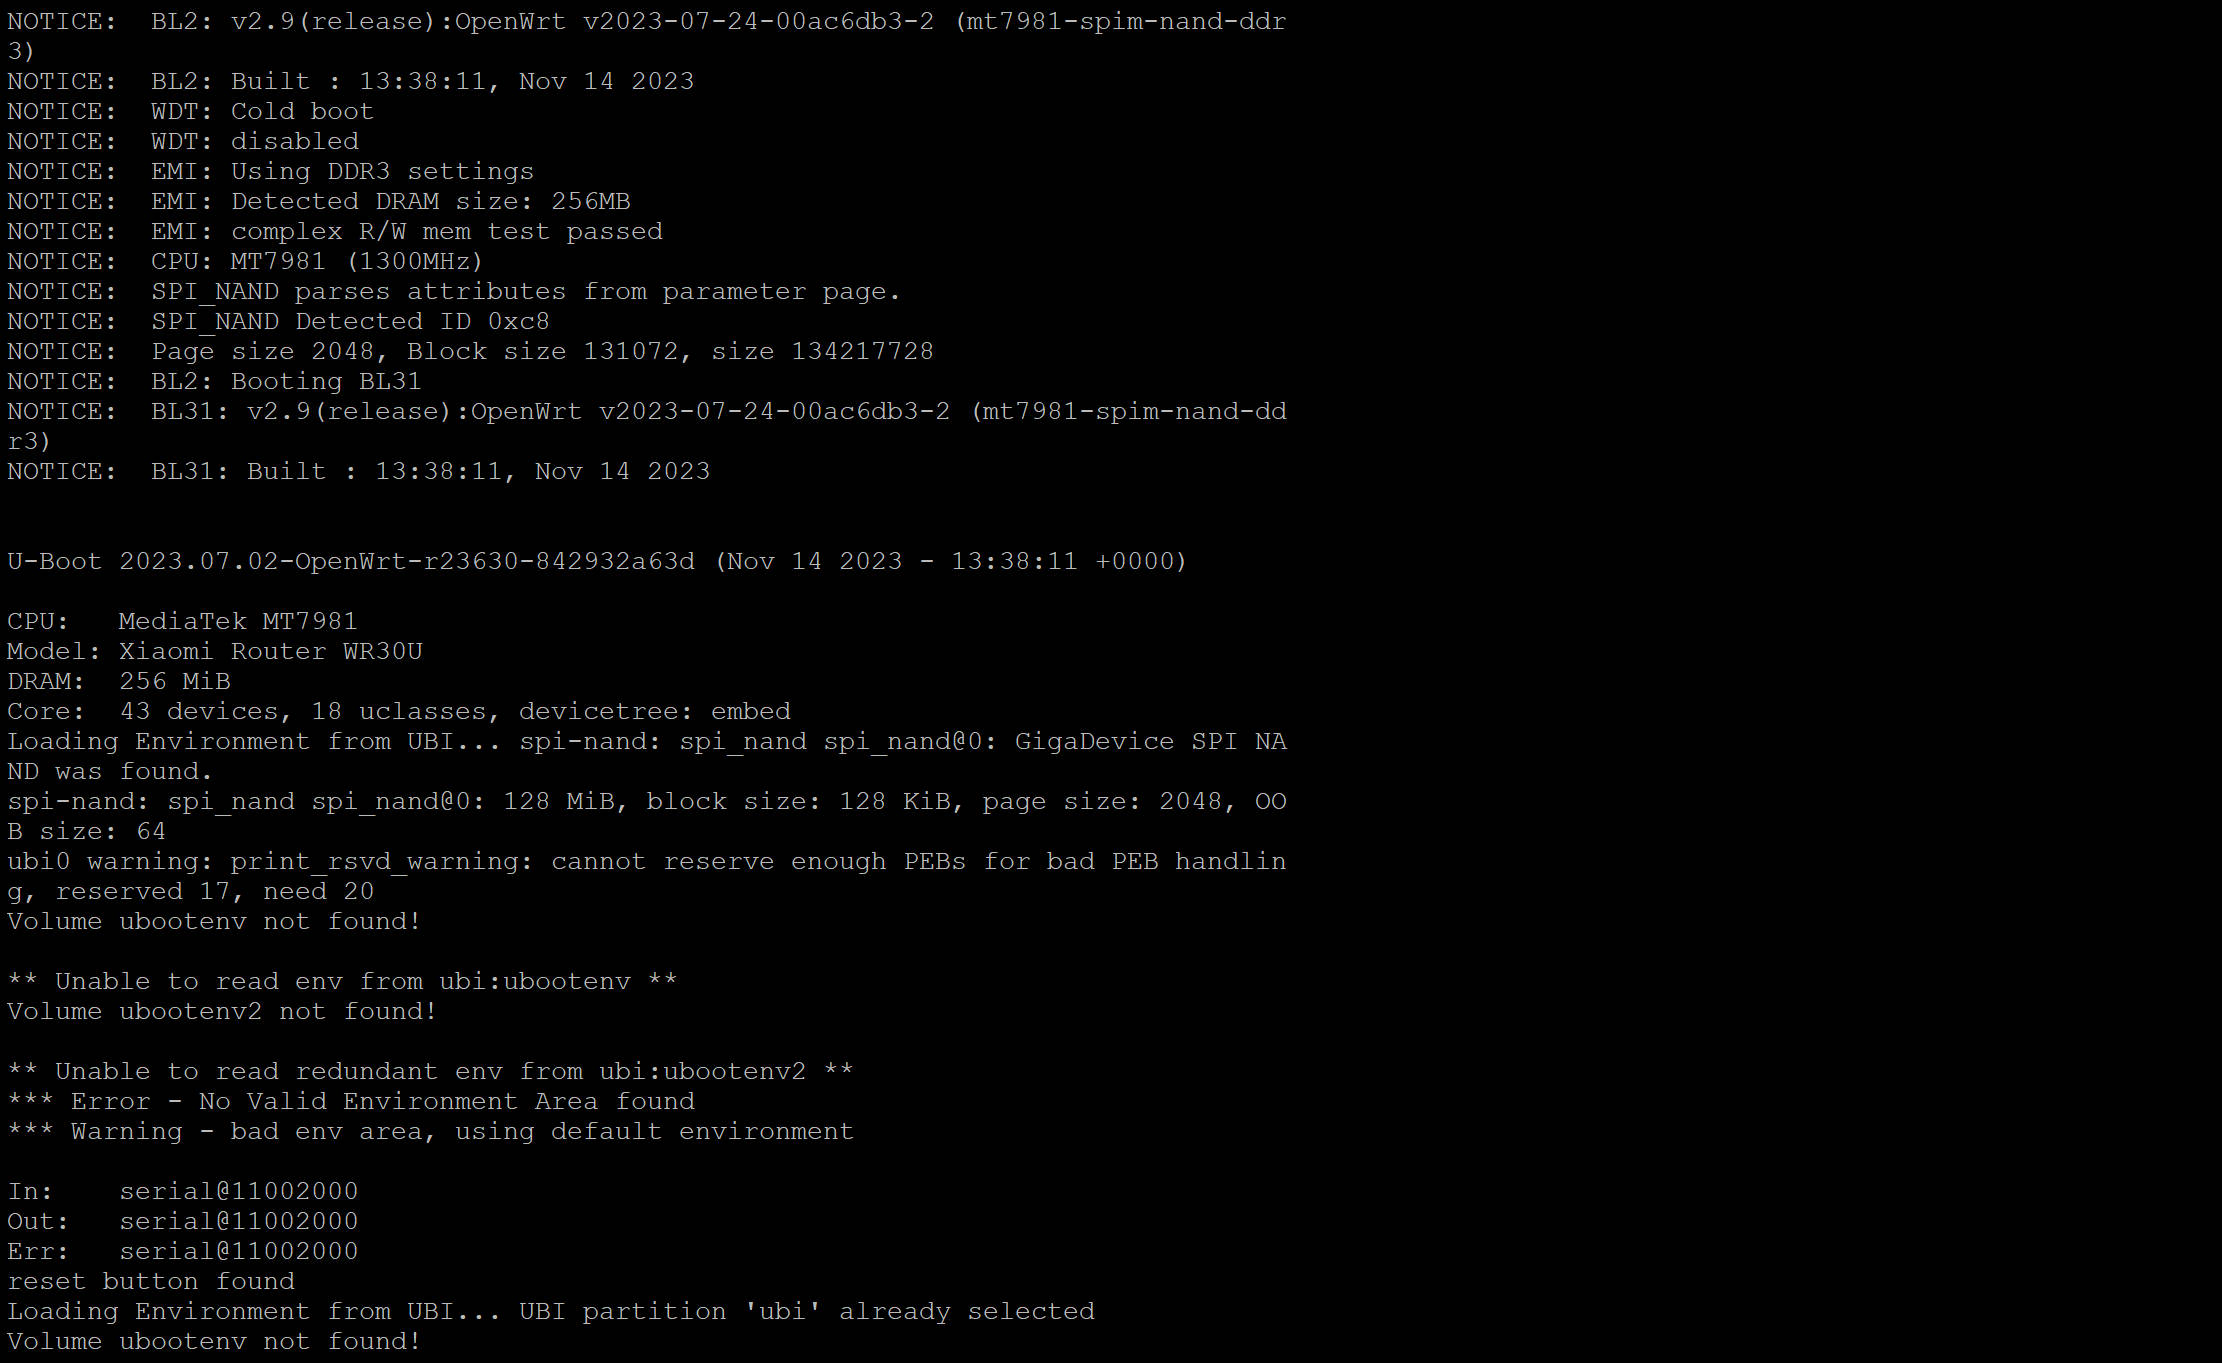 NOTICE:  BL2: v2.9(release):OpenWrt v2023-07-24-00ac6db3-2 (mt7981-spim-nand-ddr
3)
NOTICE:  BL2: Built : 13:38:11, Nov 14 2023
NOTICE:  WDT: Cold boot
NOTICE:  WDT: disabled
NOTICE:  EMI: Using DDR3 settings
NOTICE:  EMI: Detected DRAM size: 256MB
NOTICE:  EMI: complex R/W mem test passed
NOTICE:  CPU: MT7981 (1300MHz)
NOTICE:  SPI_NAND parses attributes from parameter page.
NOTICE:  SPI_NAND Detected ID 0xc8
NOTICE:  Page size 2048, Block size 131072, size 134217728
NOTICE:  BL2: Booting BL31
NOTICE:  BL31: v2.9(release):OpenWrt v2023-07-24-00ac6db3-2 (mt7981-spim-nand-dd
r3)
NOTICE:  BL31: Built : 13:38:11, Nov 14 2023
U-Boot 2023.07.02-OpenWrt-r23630-842932a63d (Nov 14 2023 - 13:38:11 +0000)
CPU:   MediaTek MT7981
Model: Xiaomi Router WR30U
DRAM:  256 MiB
Core:  43 devices, 18 uclasses, devicetree: embed
Loading Environment from UBI... spi-nand: spi_nand spi_nand@0: GigaDevice SPI NA
ND was found.
spi-nand: spi_nand spi_nand@0: 128 MiB, block size: 128 KiB, page size: 2048, OO
B size: 64
ubi0 warning: print_rsvd_warning: cannot reserve enough PEBs for bad PEB handlin
g, reserved 17, need 20
Volume ubootenv not found!
** Unable to read env from ubi:ubootenv **
Volume ubootenv2 not found!
** Unable to read redundant env from ubi:ubootenv2 **
*** Error - No Valid Environment Area found
*** Warning - bad env area, using default environment
In:    serial@11002000
Out:   serial@11002000
Err:   serial@11002000
reset button found
Loading Environment from UBI... UBI partition 'ubi' already selected
Volume ubootenv not found!